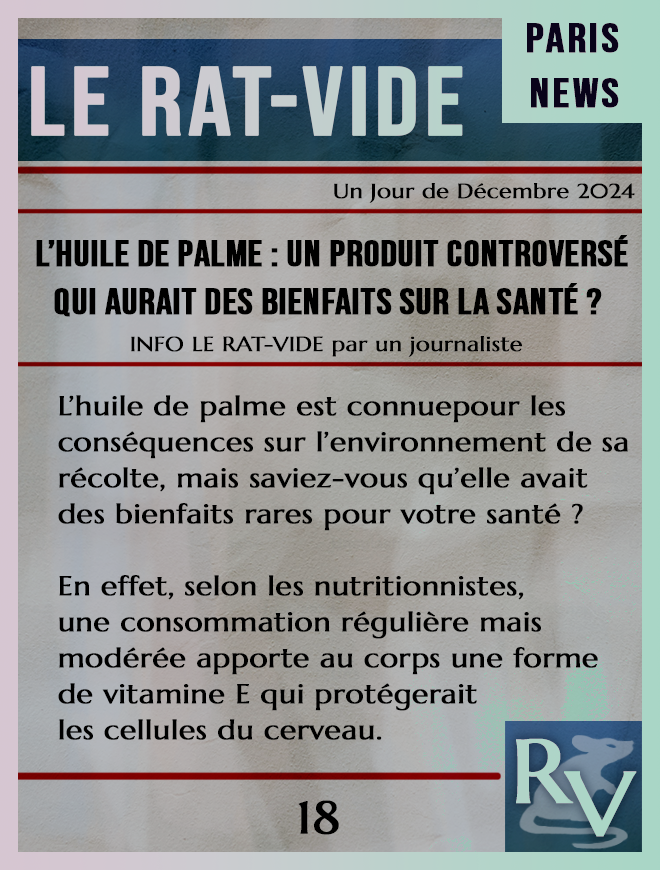 PARIS
NEWS
LE RAT-VIDE
Un Jour de Décembre 2024
L'HUILE DE PALME : UN PRODUIT CONTROVERSÉ
QUI AURAIT DES BIENFAITS SUR LA SANTÉ ?
INFO LE RAT-VIDE par un journaliste
L'huile de palme est connuepour les
conséquences sur l'environnement de sa
récolte, mais saviez-vous qu'elle avait
des bienfaits rares pour votre santé ?
En effet, selon les nutritionnistes,
une consommation régulière mais
modérée apporte au corps une forme
de vitamine E qui protégerait
les cellules du cerveau.
18
RV